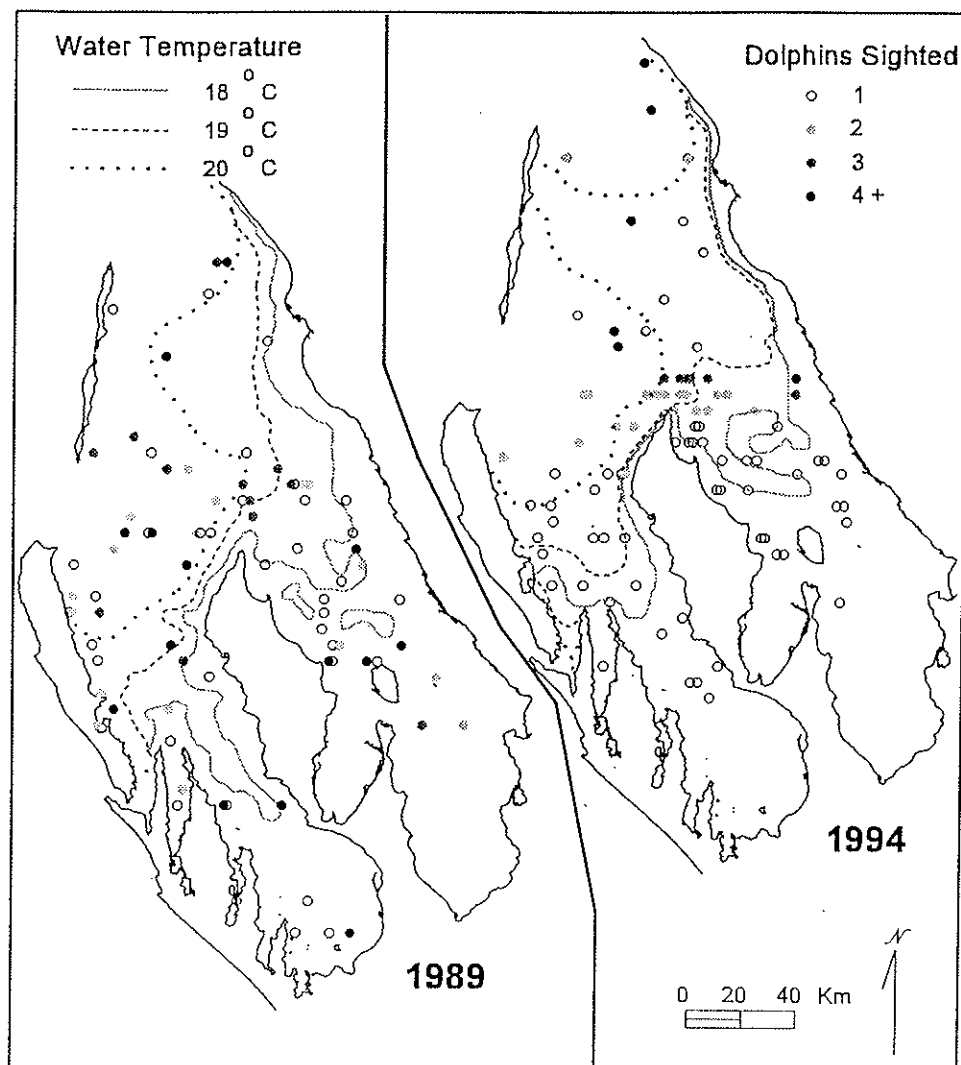 Water Temperature
18 °C
19 °C
20 °C
Dolphins Sighted
1
2
3
4 +
1994
1989
N
0 20 40 Km